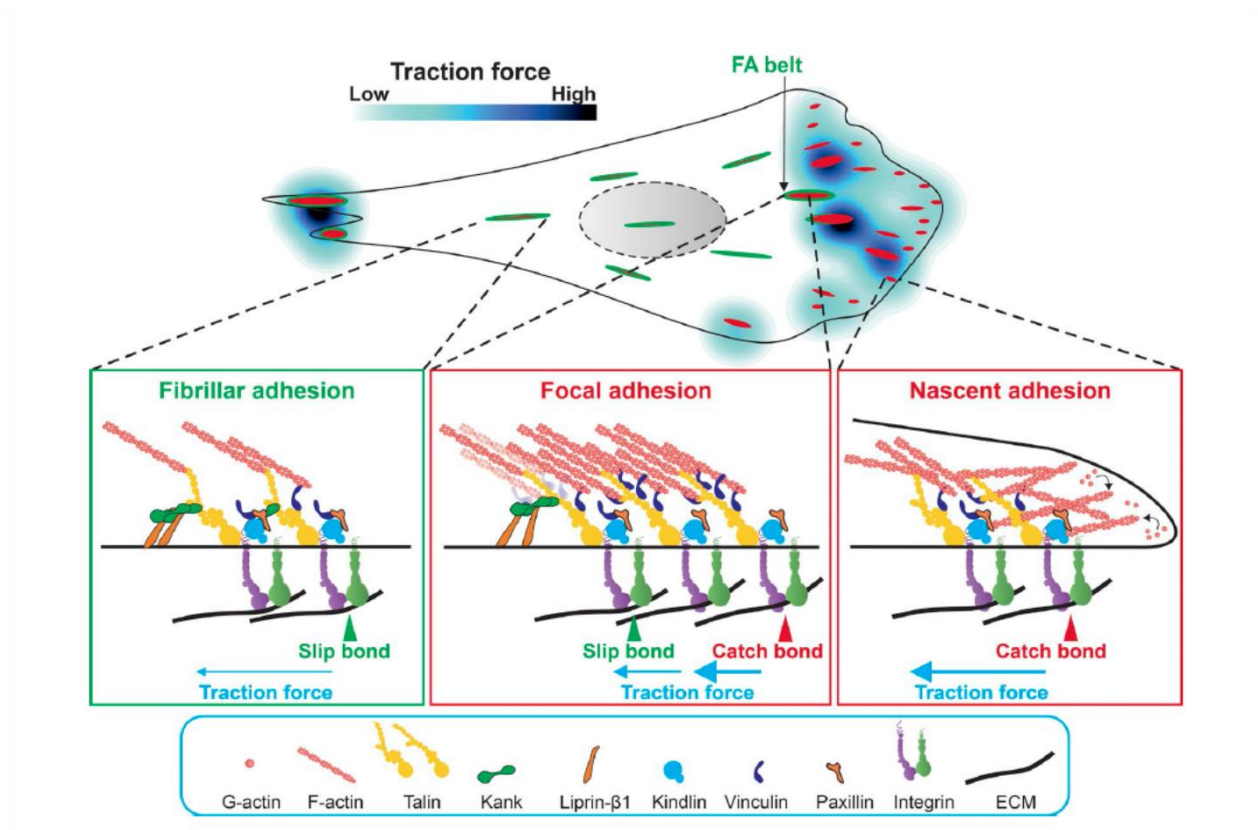 Traction force
Low High
FA belt
Fibrillar adhesion
Focal adhesion
Nascent adhesion
Slip bond
Traction force
Slip bond
Catch bond
Traction force
Catch bond
Traction force
G-actin F-actin Talin Kank Liprin-β1 Kindlin Vinculin Paxillin Integrin ECM